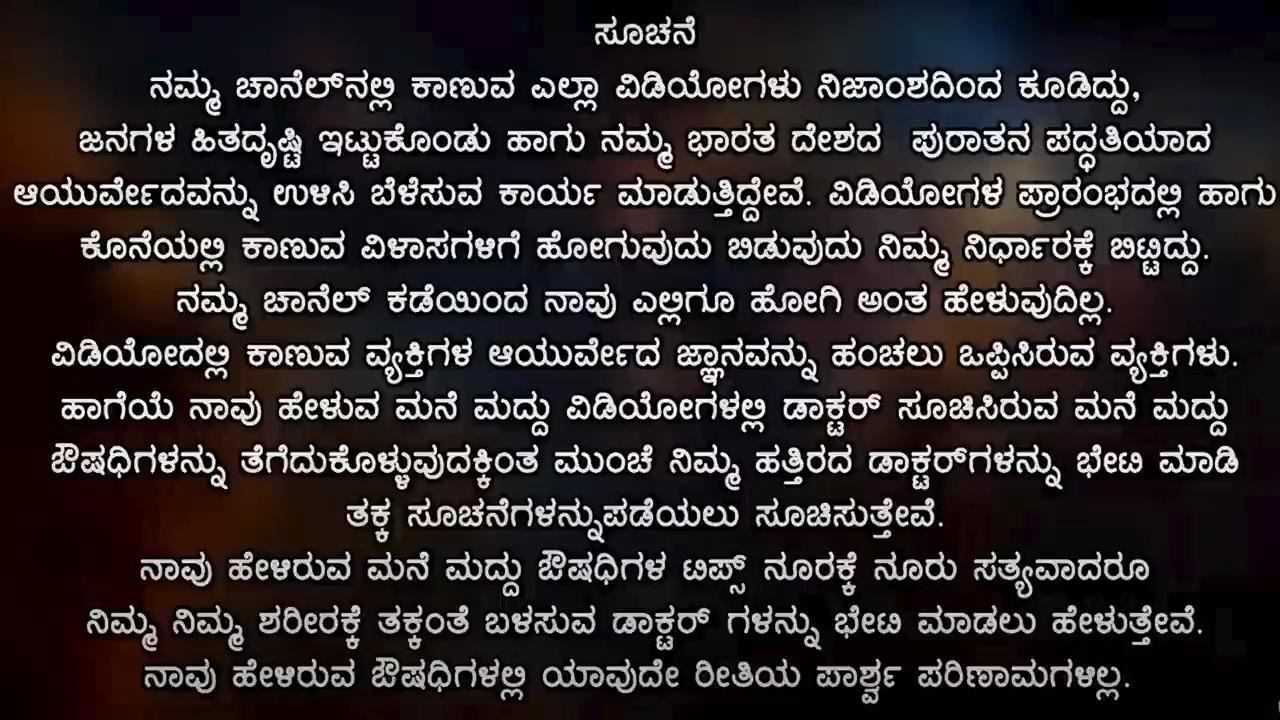 ಸೂಚನೆ
ನಮ್ಮ ಚಾನೆಲ್‌ನಲ್ಲಿ ಕಾಣುವ ಎಲ್ಲಾ ವಿಡಿಯೋಗಳು ನಿಜಾಂಶದಿಂದ ಕೂಡಿದ್ದು,
ಜನಗಳ ಹಿತದೃಷ್ಟಿ ಇಟ್ಟುಕೊಂಡು ಹಾಗು ನಮ್ಮ ಭಾರತ ದೇಶದ ಪುರಾತನ ಪದ್ಧತಿಯಾದ
ಆಯುರ್ವೇದವನ್ನು ಉಳಿಸಿ ಬೆಳೆಸುವ ಕಾರ್ಯ ಮಾಡುತ್ತಿದ್ದೇವೆ. ವಿಡಿಯೋಗಳ ಪ್ರಾರಂಭದಲ್ಲಿ ಹಾಗು
ಕೊನೆಯಲ್ಲಿ ಕಾಣುವ ವಿಳಾಸಗಳಿಗೆ ಹೋಗುವುದು ಬಿಡುವುದು ನಿಮ್ಮ ನಿರ್ಧಾರಕ್ಕೆ ಬಿಟ್ಟಿದ್ದು.
ನಮ್ಮ ಚಾನೆಲ್ ಕಡೆಯಿಂದ ನಾವು ಎಲ್ಲಿಗೂ ಹೋಗಿ ಅಂತ ಹೇಳುವುದಿಲ್ಲ.
ವಿಡಿಯೋದಲ್ಲಿ ಕಾಣುವ ವ್ಯಕ್ತಿಗಳ ಆಯುರ್ವೇದ ಜ್ಞಾನವನ್ನು ಹಂಚಲು ಒಪ್ಪಿಸಿರುವ ವ್ಯಕ್ತಿಗಳು.
ಹಾಗೆಯೆ ನಾವು ಹೇಳುವ ಮನೆ ಮದ್ದು ವಿಡಿಯೋಗಳಲ್ಲಿ ಡಾಕ್ಟರ್ ಸೂಚಿಸಿರುವ ಮನೆ ಮದ್ದು
ಔಷಧಿಗಳನ್ನು ತೆಗೆದುಕೊಳ್ಳುವುದಕ್ಕಿಂತ ಮುಂಚೆ ನಿಮ್ಮ ಹತ್ತಿರದ ಡಾಕ್ಟರ್‌ಗಳನ್ನು ಭೇಟಿ ಮಾಡಿ
ತಕ್ಕ ಸೂಚನೆಗಳನ್ನುಪಡೆಯಲು ಸೂಚಿಸುತ್ತೇವೆ.
ನಾವು ಹೇಳಿರುವ ಮನೆ ಮದ್ದು ಔಷಧಿಗಳ ಟಿಪ್ಸ್ ನೂರಕ್ಕೆ ನೂರು ಸತ್ಯವಾದರೂ
ನಿಮ್ಮ ನಿಮ್ಮ ಶರೀರಕ್ಕೆ ತಕ್ಕಂತೆ ಬಳಸುವ ಡಾಕ್ಟರ್ ಗಳನ್ನು ಭೇಟಿ ಮಾಡಲು ಹೇಳುತ್ತೇವೆ.
ನಾವು ಹೇಳಿರುವ ಔಷಧಿಗಳಲ್ಲಿ ಯಾವುದೇ ರೀತಿಯ ಪಾರ್ಶ್ವ ಪರಿಣಾಮಗಳಿಲ್ಲ.